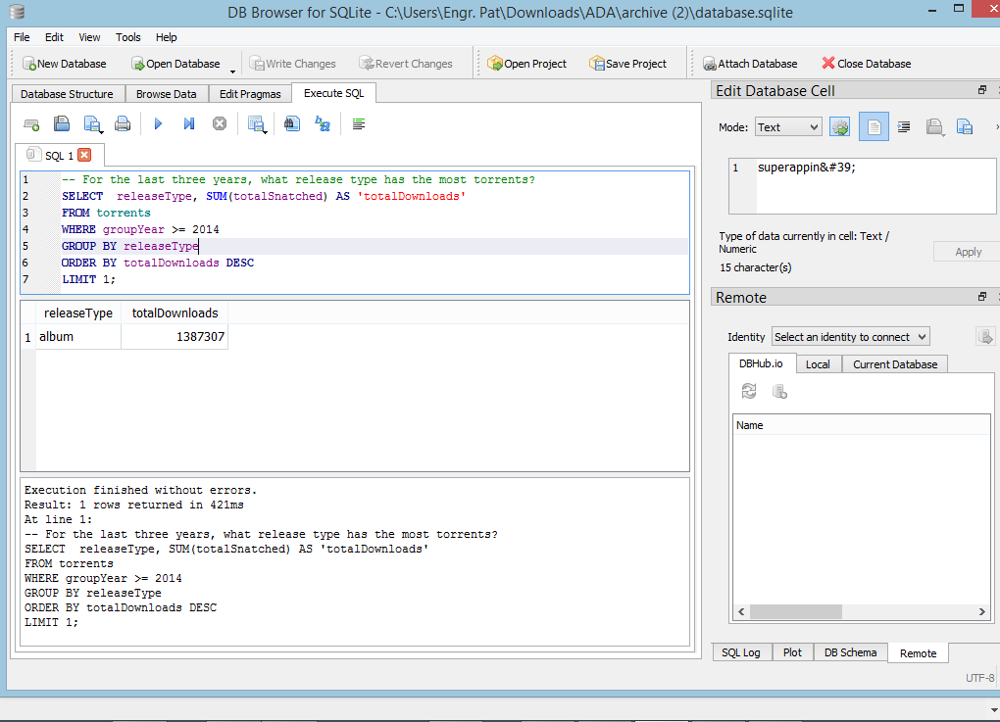 DB Browser for SQLite - C:\Users\Engr. Pat\Downloads\ADA\archive (2)\database.sqlite
File Edit View Tools Help
New Database Open Database Write Changes Revert Changes Open Project Save Project Attach Database Close Database
Database Structure Browse Data Edit Pragmas Execute SQL
SQL 1
1 -- For the last three years, what release type has the most torrents?
2 SELECT  releaseType, SUM(totalSnatched) AS 'totalDownloads'
3 FROM torrents
4 WHERE groupYear >= 2014
5 GROUP BY releaseType
6 ORDER BY totalDownloads DESC
7 LIMIT 1;
releaseType totalDownloads
1 album 1387307
Execution finished without errors.
Result: 1 rows returned in 421ms
At line 1:
-- For the last three years, what release type has the most torrents?
SELECT  releaseType, SUM(totalSnatched) AS 'totalDownloads'
FROM torrents
WHERE groupYear >= 2014
GROUP BY releaseType
ORDER BY totalDownloads DESC
LIMIT 1;
Edit Database Cell
Mode: Text
1 superappin&#39;
Type of data currently in cell: Text /
Numeric
15 character(s)
Apply
Remote
Identity Select an identity to connect
DBHub.io Local Current Database
Name
SQL Log Plot DB Schema Remote
UTF-8